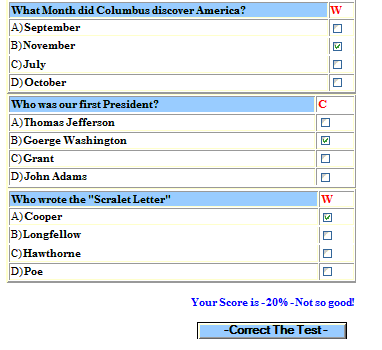 What Month did Columbus discover America? W
A)September
B)November
C)July
D)October
Who was our first President? C
A)Thomas Jefferson
B)Goerge Washington
C)Grant
D)John Adams
Who wrote the "Scralet Letter" W
A)Cooper
B)Longfellow
C)Hawthorne
D)Poe
Your Score is -20% -Not so good!
-Correct The Test -